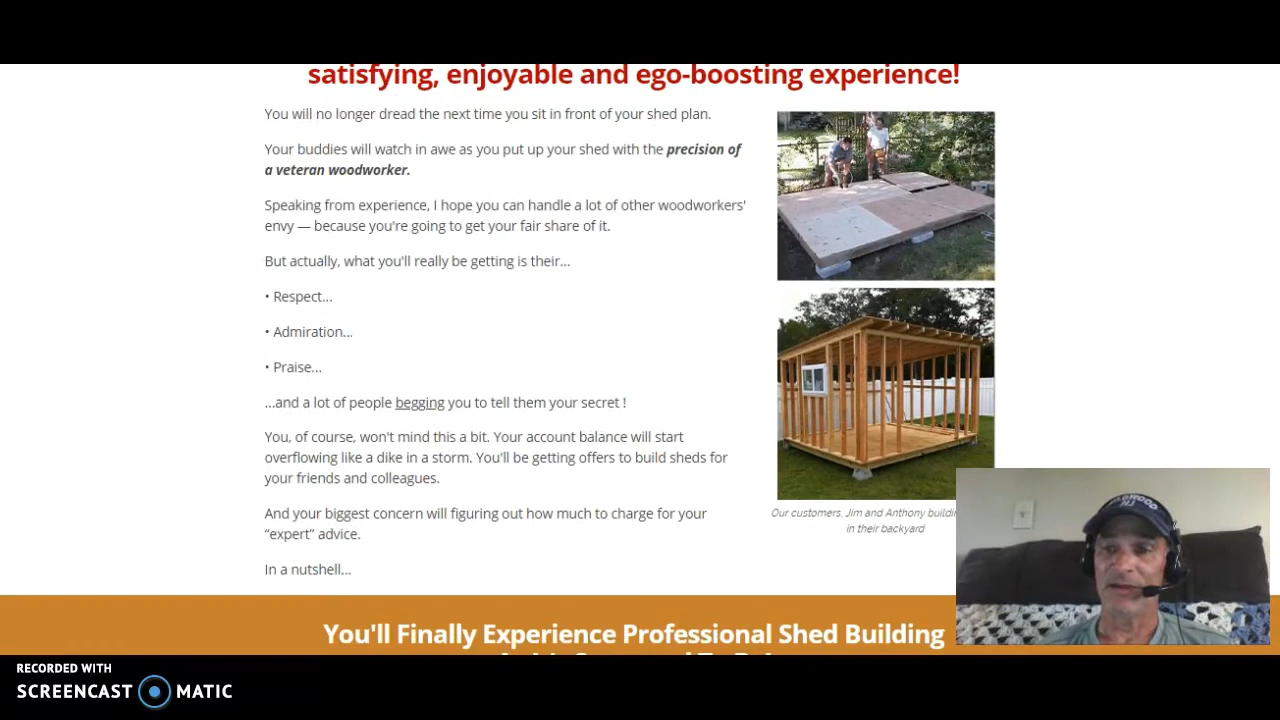 satisfying, enjoyable and ego-boosting experience!
You will no longer dread the next time you sit in front of your shed plan.
Your buddies will watch in awe as you put up your shed with the precision of
a veteran woodworker.
Speaking from experience, I hope you can handle a lot of other woodworkers'
envy — because you're going to get your fair share of it.
But actually, what you'll really be getting is their...
• Respect...
• Admiration...
• Praise...
...and a lot of people begging you to tell them your secret !
You, of course, won't mind this a bit. Your account balance will start
overflowing like a dike in a storm. You'll be getting offers to build sheds for
your friends and colleagues.
And your biggest concern will figuring out how much to charge for your
“expert” advice.
In a nutshell...
Our customers, Jim and Anthony
in their backyard
You'll Finally Experience Professional Shed Building
RECORDED WITH
SCREENCAST MATIC